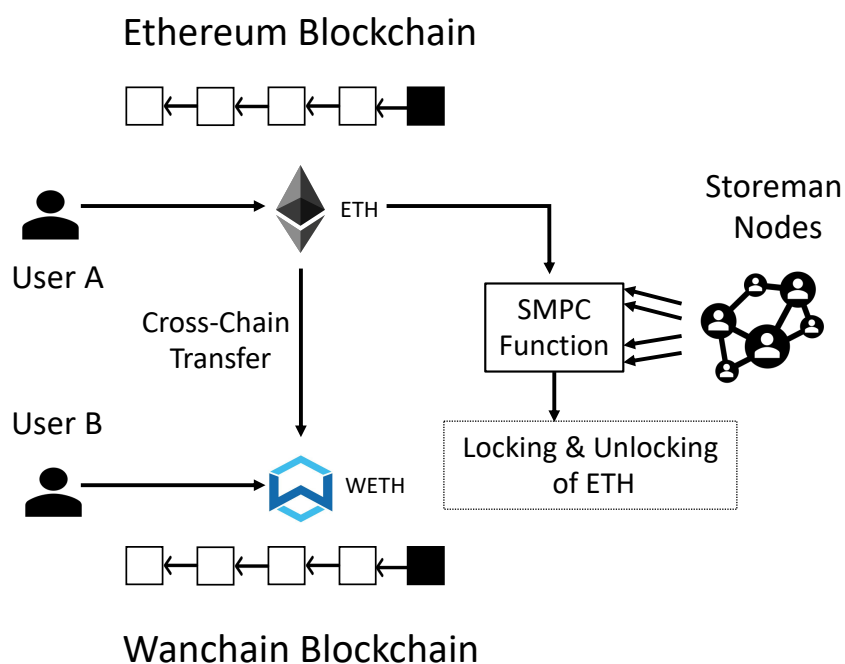 Ethereum Blockchain
ETH
Storeman
Nodes
User A
SMPC
Function
Cross-Chain
Transfer
User B
Locking & Unlocking
of ETH
WETH
Wanchain Blockchain